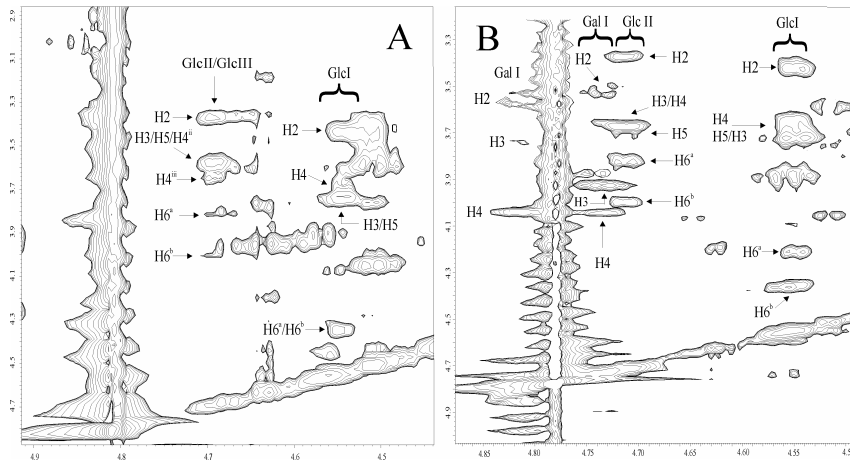 A
GlcII/GlcIII
GlcI
H2
H2
H3/H5/H4ii
H4iii
H4
H6a
H3/H5
H6b
H6a/H6b
2.9
3.1
3.3
3.5
3.7
3.9
4.1
4.3
4.5
4.7
4.9 4.8 4.7 4.6 4.5
B
Gal I Glc II
GlcI
H2
H2
H2
Gal I
H2
H3/H4
H4
H5/H3
H5
H3
H6a
H3
H6b
H4
H4
H6a
H6b
3.3
3.5
3.7
3.9
4.1
4.3
4.5
4.7
4.9
4.85 4.80 4.75 4.70 4.65 4.60 4.55